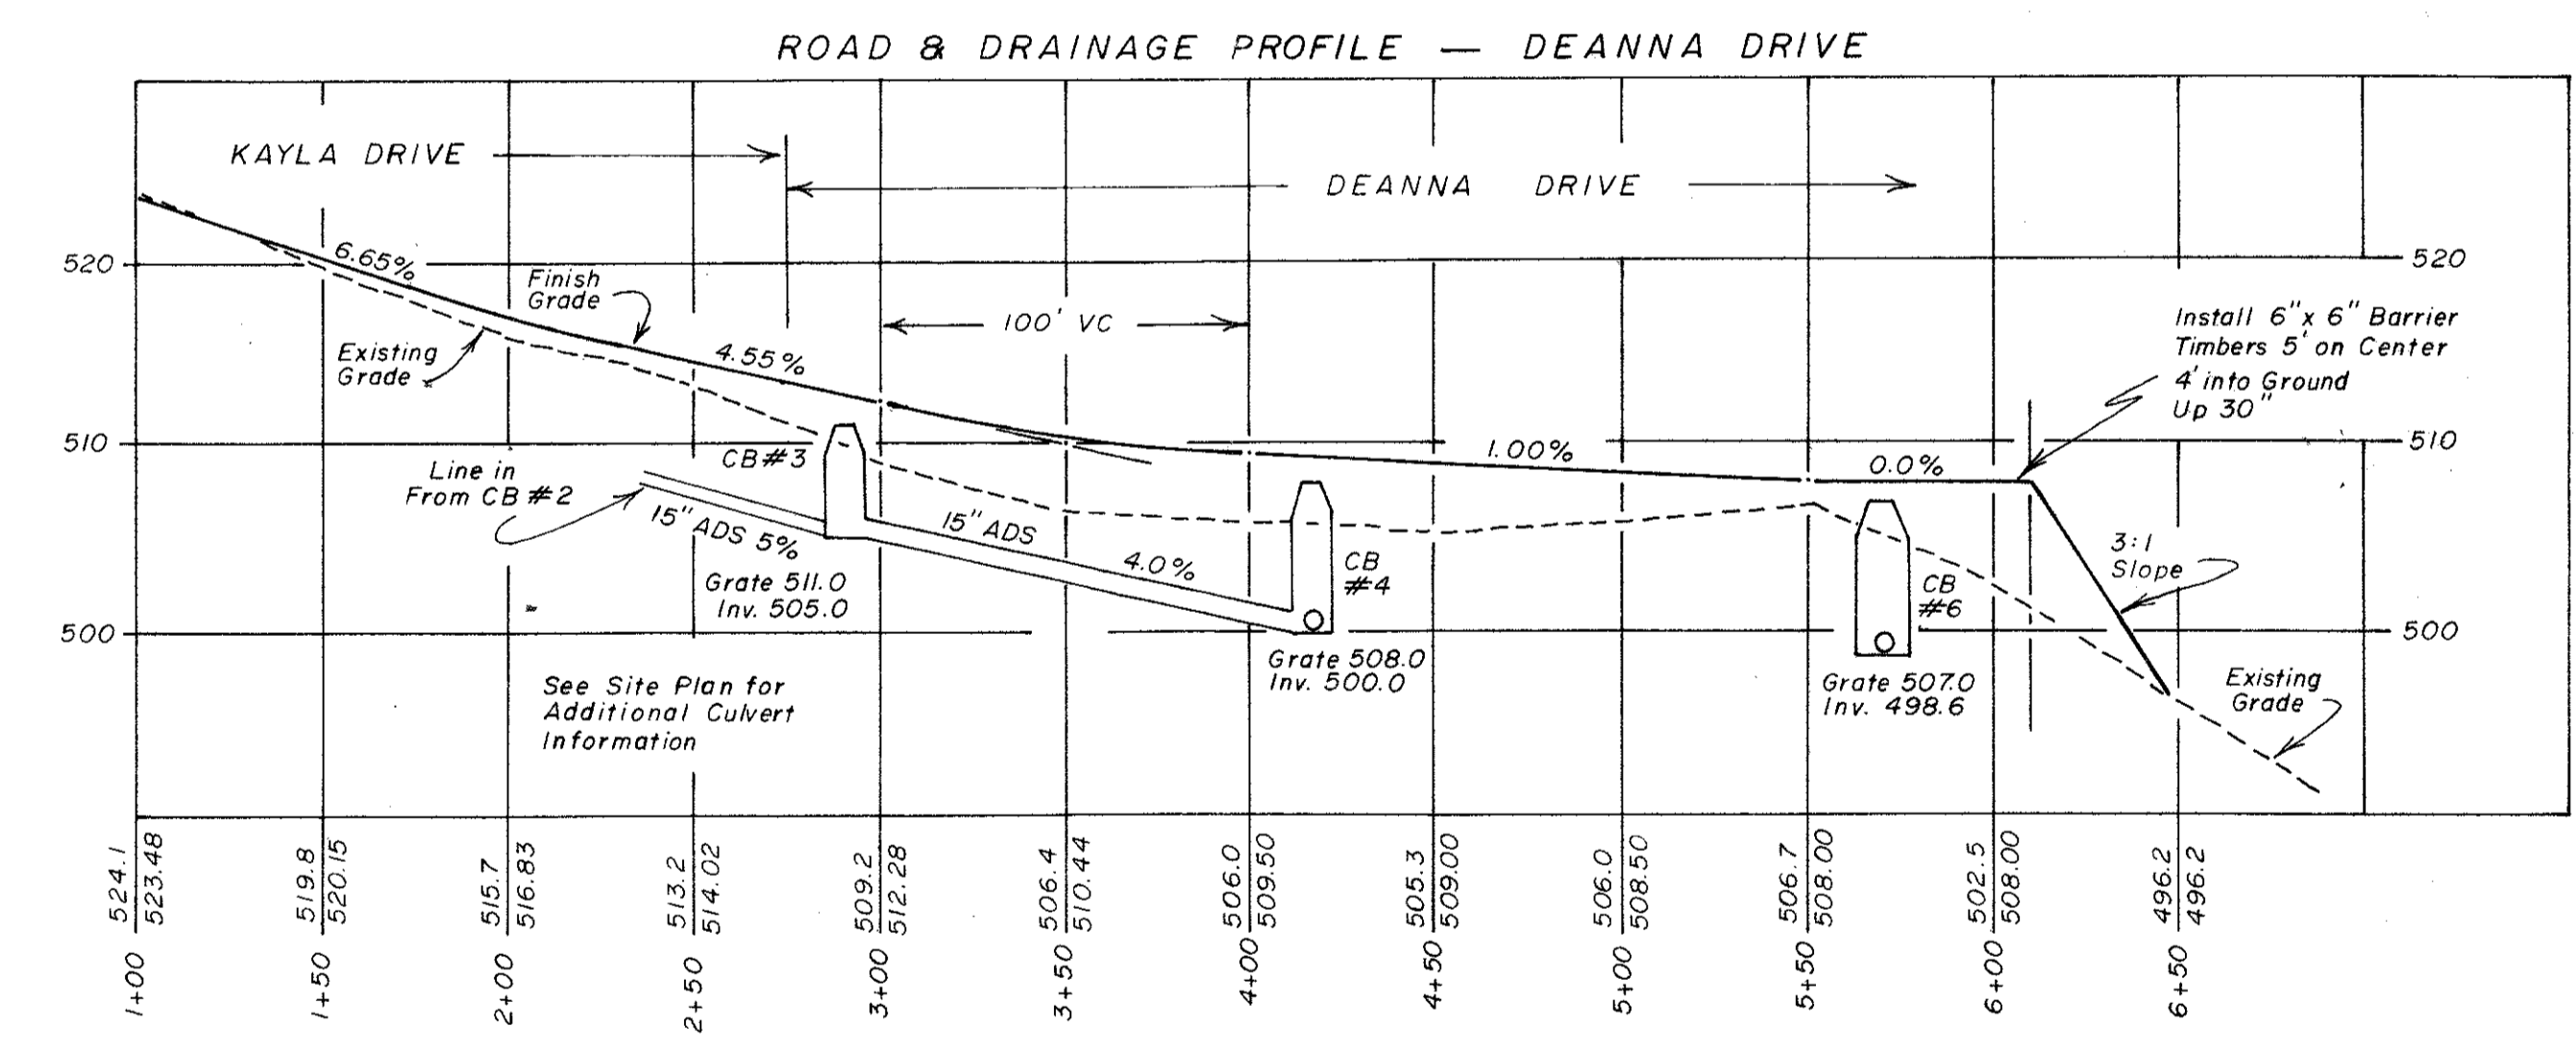 ROAD & DRAINAGE PROFILE — DEANNA DRIVE
KAYLA DRIVE
DEANNA DRIVE
520
6.65%
Finish
Grade
520
100' VC
Install 6"x 6" Barrier
Timbers 5' on Center
4' into Ground
Up 30"
Existing
Grade
4.55%
510
CB#3
1.00%
0.0%
510
Line in
From CB #2
15" ADS 5%
15" ADS
4.0%
CB
#4
3:1
Slope
CB
#6
Grate 511.0
Inv. 505.0
500
500
Grate 508.0
Inv. 500.0
Grate 507.0
Inv. 498.6
See Site Plan for
Additional Culvert
Information
Existing
Grade
524.1
523.48
519.8
520.15
515.7
516.83
513.2
514.02
509.2
512.28
506.4
510.44
506.0
509.50
505.3
509.00
506.0
508.50
506.7
508.00
502.5
508.00
496.2
496.2
1+00
1+50
2+00
2+50
3+00
3+50
4+00
4+50
5+00
5+50
6+00
6+50